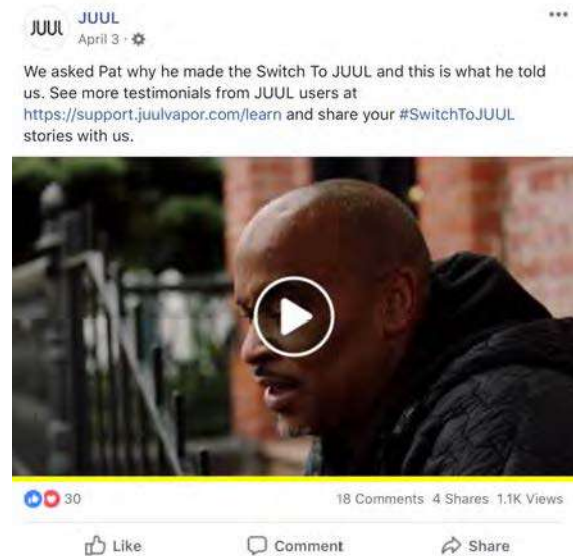 JUUL
JUUL
April 3 ·
We asked Pat why he made the Switch To JUUL and this is what he told
us. See more testimonials from JUUL users at
https://support.juulvapor.com/learn and share your #SwitchToJUUL
stories with us.
30
18 Comments 4 Shares 1.1K Views
Like Comment Share